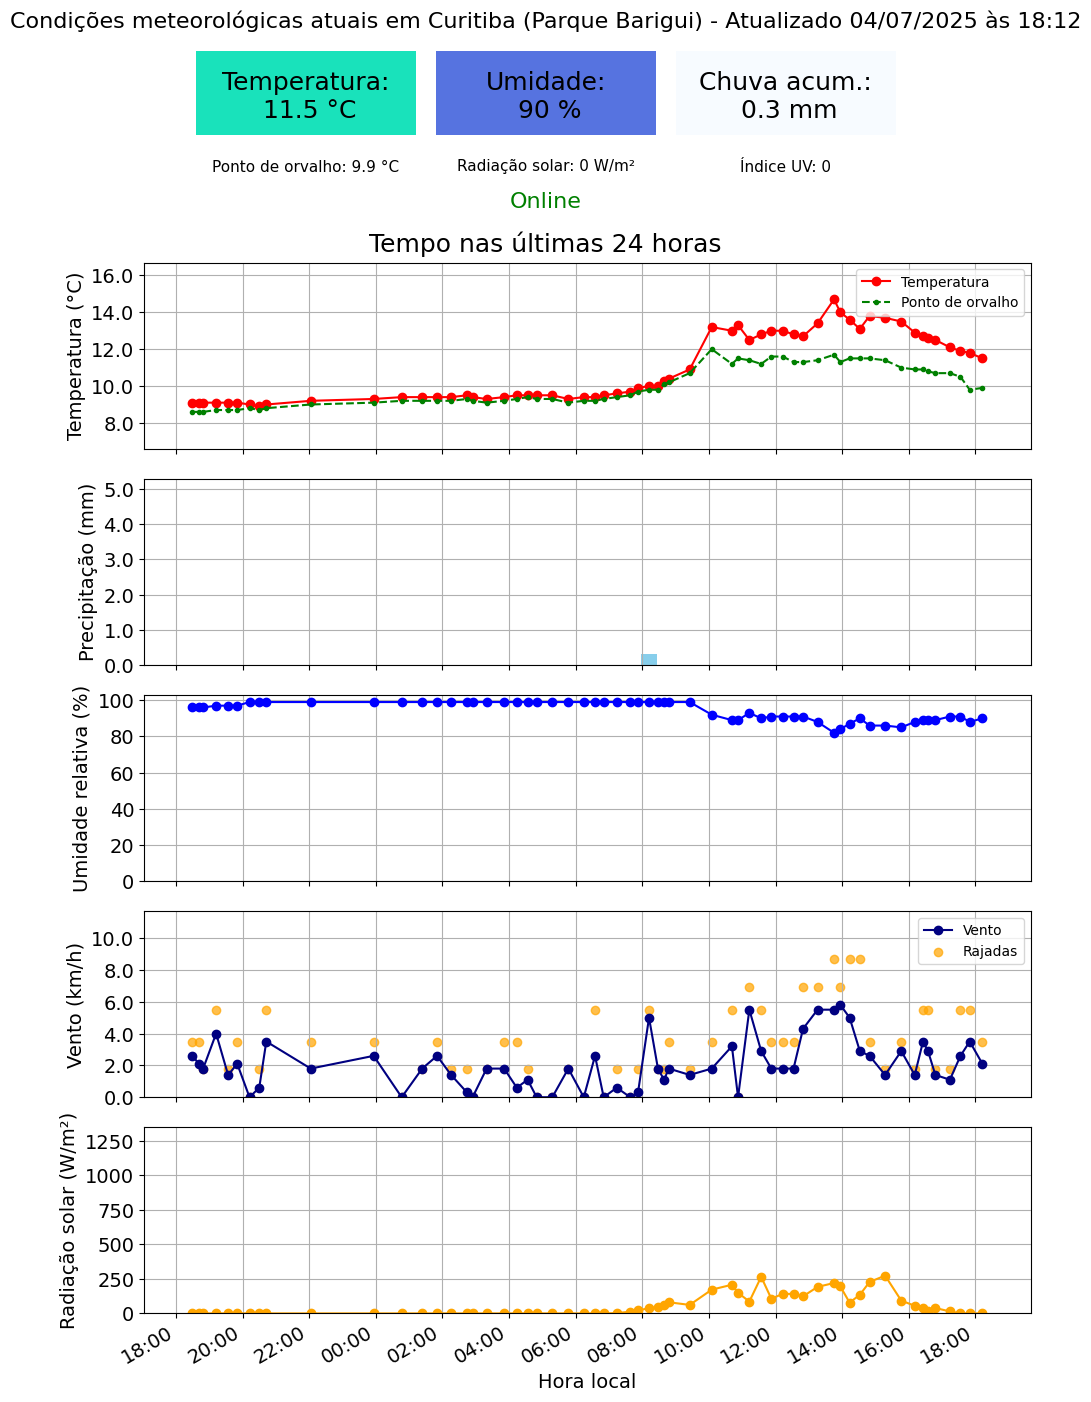 Condições meteorológicas atuais em Curitiba (Parque Barigui) - Atualizado 04/07/2025 às 18:12
Temperatura:
11.5 °C
Umidade:
90 %
Chuva acum.:
0.3 mm
Ponto de orvalho: 9.9 °C
Radiação solar: 0 W/m²
Índice UV: 0
Online
Tempo nas últimas 24 horas
Temperatura (°C)
16.0
14.0
12.0
10.0
8.0
Temperatura
Ponto de orvalho
Precipitação (mm)
5.0
4.0
3.0
2.0
1.0
0.0
Umidade relativa (%)
100
80
60
40
20
0
Vento (km/h)
10.0
8.0
6.0
4.0
2.0
0.0
Vento
Rajadas
Radiação solar (W/m²)
1250
1000
750
500
250
0
18:00
20:00
22:00
00:00
02:00
04:00
06:00
08:00
10:00
12:00
14:00
16:00
18:00
Hora local